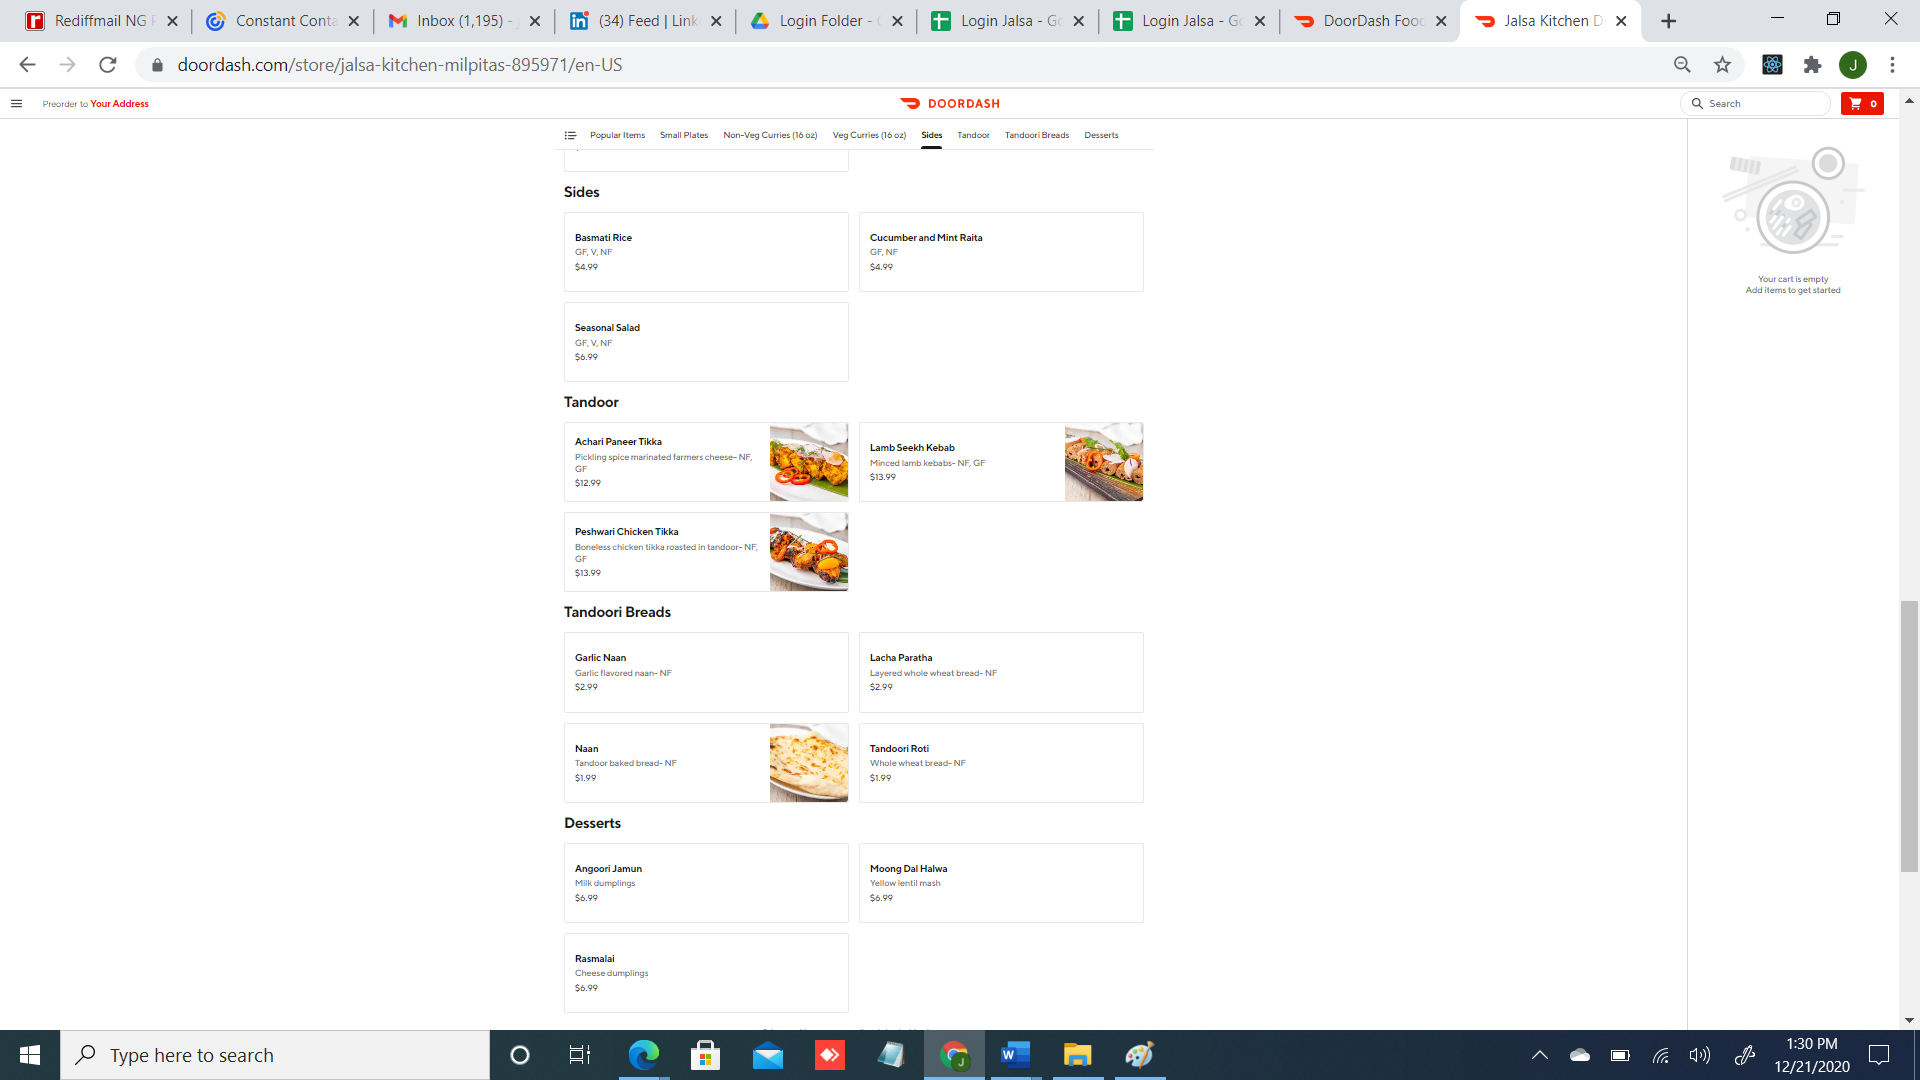 Rediffmail NG
Constant Conta
Inbox (1,195) -
(34) Feed | Link
Login Folder -
Login Jalsa - Go
Login Jalsa - Go
DoorDash Food
Jalsa Kitchen D
doordash.com/store/jalsa-kitchen-milpitas-895971/en-US
J
Preorder to Your Address
DOORDASH
Search
0
Popular Items
Small Plates
Non-Veg Curries (16 oz)
Veg Curries (16 oz)
Sides
Tandoor
Tandoori Breads
Desserts
Your cart is empty
Add items to get started
Sides
Basmati Rice
GF, V, NF
$4.99
Cucumber and Mint Raita
GF, NF
$4.99
Seasonal Salad
GF, V, NF
$6.99
Tandoor
Achari Paneer Tikka
Pickling spice marinated farmers cheese- NF,
GF
$12.99
Lamb Seekh Kebab
Minced lamb kebabs- NF, GF
$13.99
Peshwari Chicken Tikka
Boneless chicken tikka roasted in tandoor- NF,
GF
$13.99
Tandoori Breads
Garlic Naan
Garlic flavored naan- NF
$2.99
Lacha Paratha
Layered whole wheat bread- NF
$2.99
Naan
Tandoor baked bread- NF
$1.99
Tandoori Roti
Whole wheat bread- NF
$1.99
Desserts
Angoori Jamun
Milk dumplings
$6.99
Moong Dal Halwa
Yellow lentil mash
$6.99
Rasmalai
Cheese dumplings
$6.99
Type here to search
1:30 PM
12/21/2020